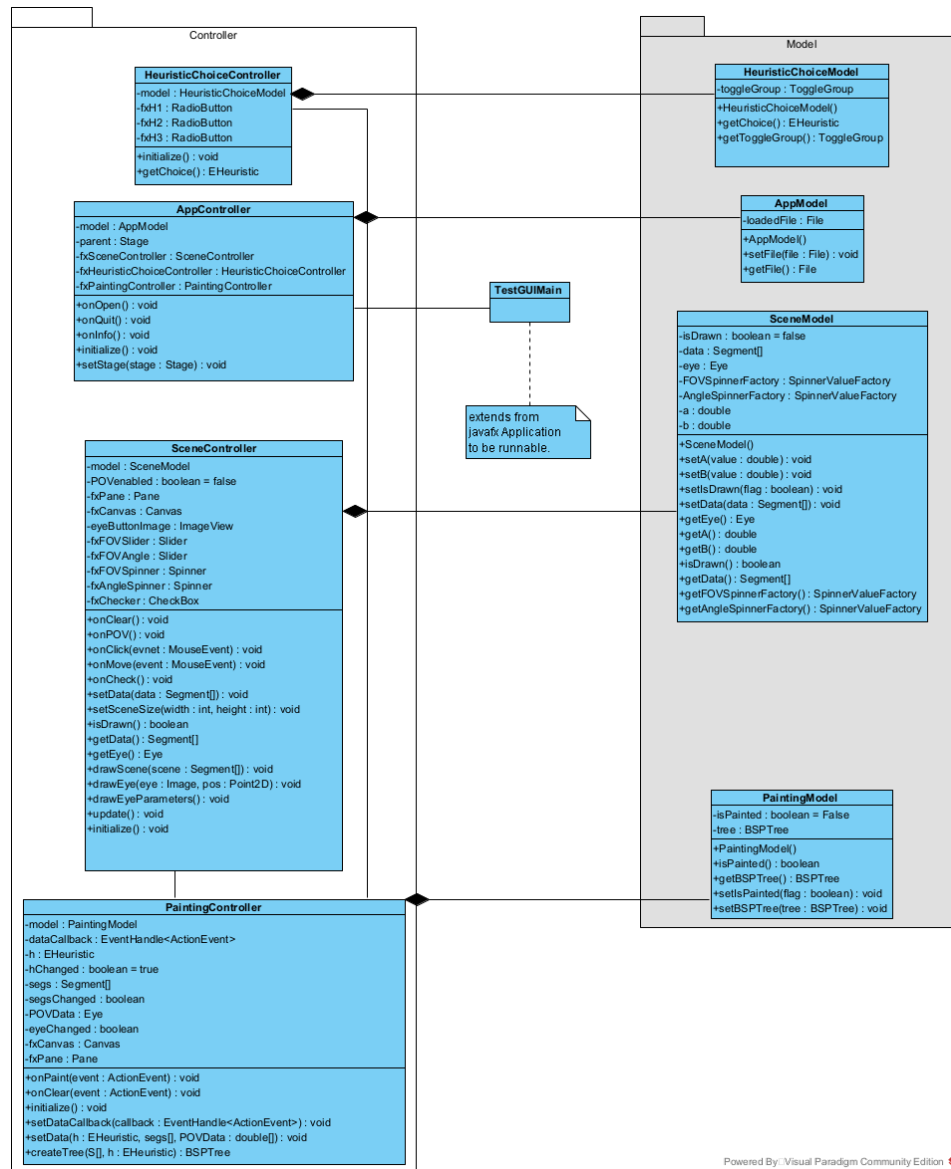 Controller
HeuristicChoiceController
-model : HeuristicChoiceModel
-fxH1 : RadioButton
-fxH2 : RadioButton
-fxH3 : RadioButton
+initialize() : void
+getChoice() : EHeuristic
AppController
-model : AppModel
-parent : Stage
-fxSceneController : SceneController
-fxHeuristicChoiceController : HeuristicChoiceController
-fxPaintingController : PaintingController
+onOpen() : void
+onQuit() : void
+onInfo() : void
+initialize() : void
+setStage(stage : Stage) : void
TestGUIMain
extends from
javafx Application
to be runnable.
SceneController
-model : SceneModel
-POVenabled : boolean = false
-fxPane : Pane
-fxCanvas : Canvas
-eyeButtonImage : ImageView
-fxFOVSlider : Slider
-fxFOVAngle : Slider
-fxFOVSpinner : Spinner
-fxAngleSpinner : Spinner
-fxChecker : CheckBox
+onClear() : void
+onPOV() : void
+onClick(evnet : MouseEvent) : void
+onMove(event : MouseEvent) : void
+onCheck() : void
+setData(data : Segment[]) : void
+setSceneSize(width : int, height : int) : void
+isDrawn() : boolean
+getData() : Segment[]
+getEye() : Eye
+drawScene(scene : Segment[]) : void
+drawEye(eye : Image, pos : Point2D) : void
+drawEyeParameters() : void
+update() : void
+initialize() : void
PaintingController
-model : PaintingModel
-dataCallback : EventHandle<ActionEvent>
-h : EHeuristic
-hChanged : boolean = true
-segs : Segment[]
-segsChanged : boolean
-POVData : Eye
-eyeChanged : boolean
-fxCanvas : Canvas
-fxPane : Pane
+onPaint(event : ActionEvent) : void
+onClear(event : ActionEvent) : void
+initialize() : void
+setDataCallback(callback : EventHandle<ActionEvent>) : void
+setData(h : EHeuristic, segs[], POVData : double[]) : void
+createTree(S[], h : EHeuristic) : BSPTree
Model
HeuristicChoiceModel
-toggleGroup : ToggleGroup
+HeuristicChoiceModel()
+getChoice() : EHeuristic
+getToggleGroup() : ToggleGroup
AppModel
-loadedFile : File
+AppModel()
+setFile(file : File) : void
+getFile() : File
SceneModel
-isDrawn : boolean = false
-data : Segment[]
-eye : Eye
-FOVSpinnerFactory : SpinnerValueFactory
-AngleSpinnerFactory : SpinnerValueFactory
-a : double
-b : double
+SceneModel()
+setA(value : double) : void
+setB(value : double) : void
+setIsDrawn(flag : boolean) : void
+setData(data : Segment[]) : void
+getEye() : Eye
+getA() : double
+getB() : double
+isDrawn() : boolean
+getData() : Segment[]
+getFOVSpinnerFactory() : SpinnerValueFactory
+getAngleSpinnerFactory() : SpinnerValueFactory
PaintingModel
-isPainted : boolean = False
-tree : BSPTree
+PaintingModel()
+isPainted() : boolean
+getBSPTree() : BSPTree
+setIsPainted(flag : boolean) : void
+setBSPTree(tree : BSPTree) : void
Powered By Visual Paradigm Community Edition